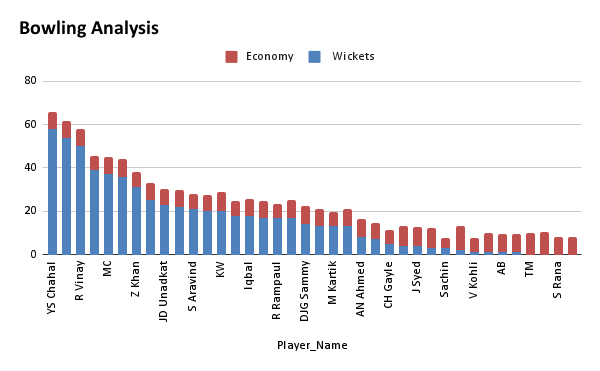 Bowling Analysis
Economy Wickets
80
60
40
20
0
YS Chahal
R Vinay
MC
Z Khan
JD Unadkat
S Aravind
KW
Iqbal
R Rampaul
DJG Sammy
M Kartik
AN Ahmed
CH Gayle
J Syed
Sachin
V Kohli
AB
TM
S Rana
Player_Name